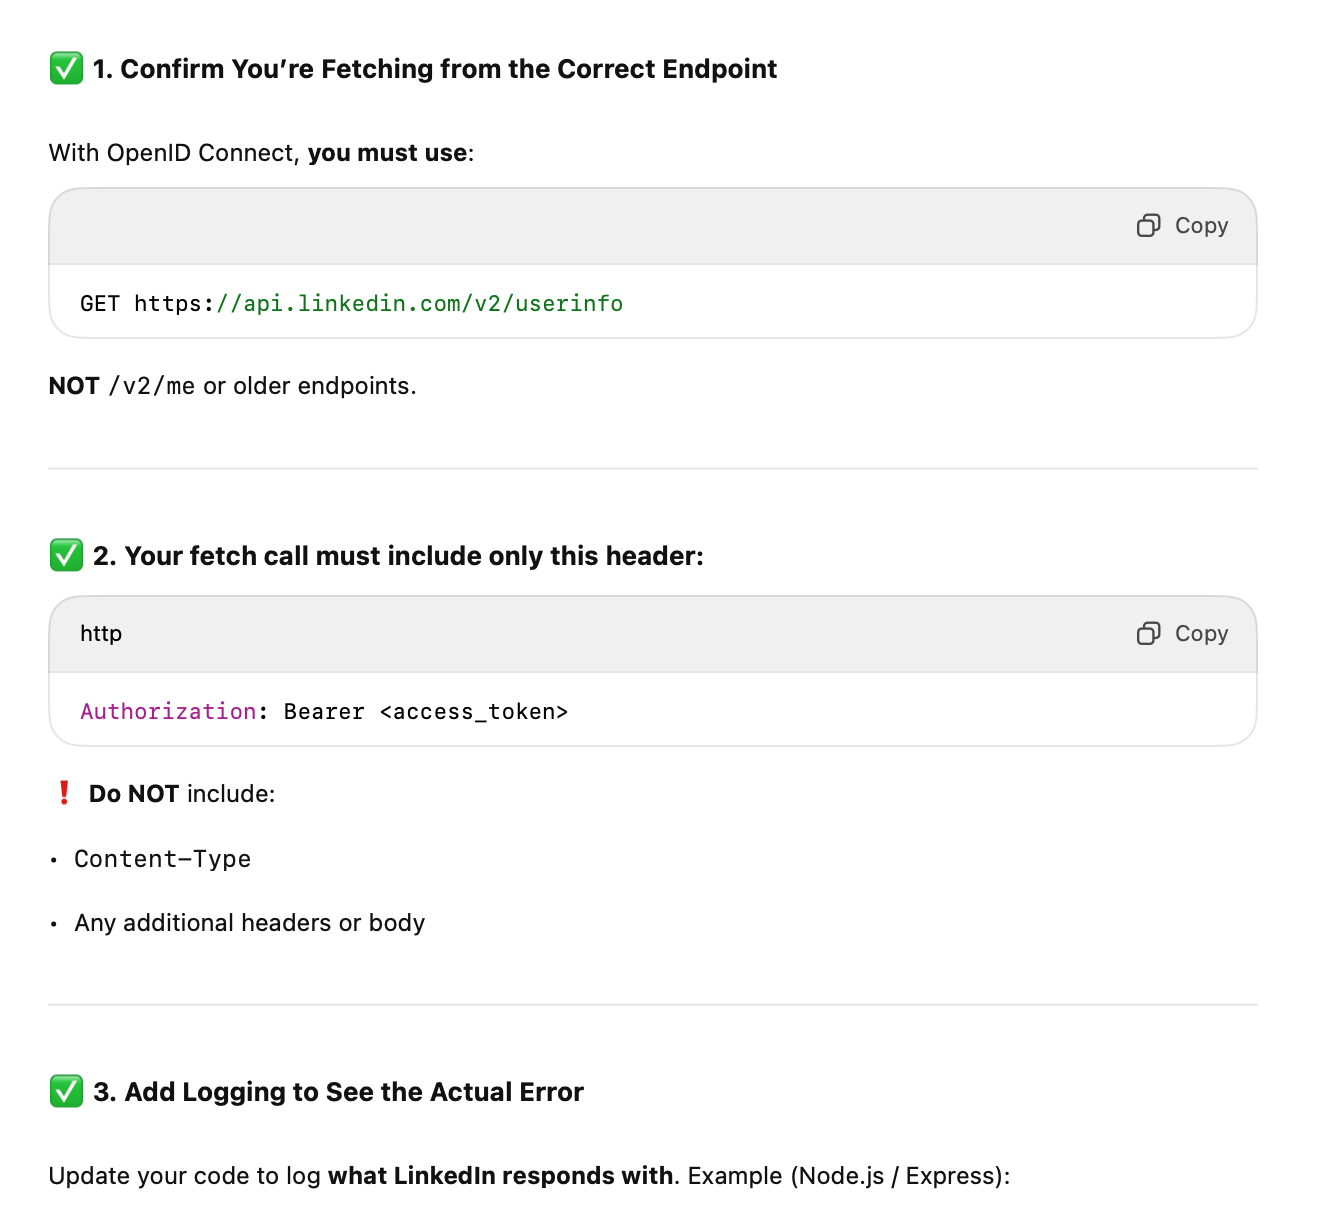 ✅ 1. Confirm You’re Fetching from the Correct Endpoint
With OpenID Connect, you must use:
Copy
GET https://api.linkedin.com/v2/userinfo
NOT /v2/me or older endpoints.
✅ 2. Your fetch call must include only this header:
http
Copy
Authorization: Bearer <access_token>
❗ Do NOT include:
• Content-Type
• Any additional headers or body
✅ 3. Add Logging to See the Actual Error
Update your code to log what LinkedIn responds with. Example (Node.js / Express):